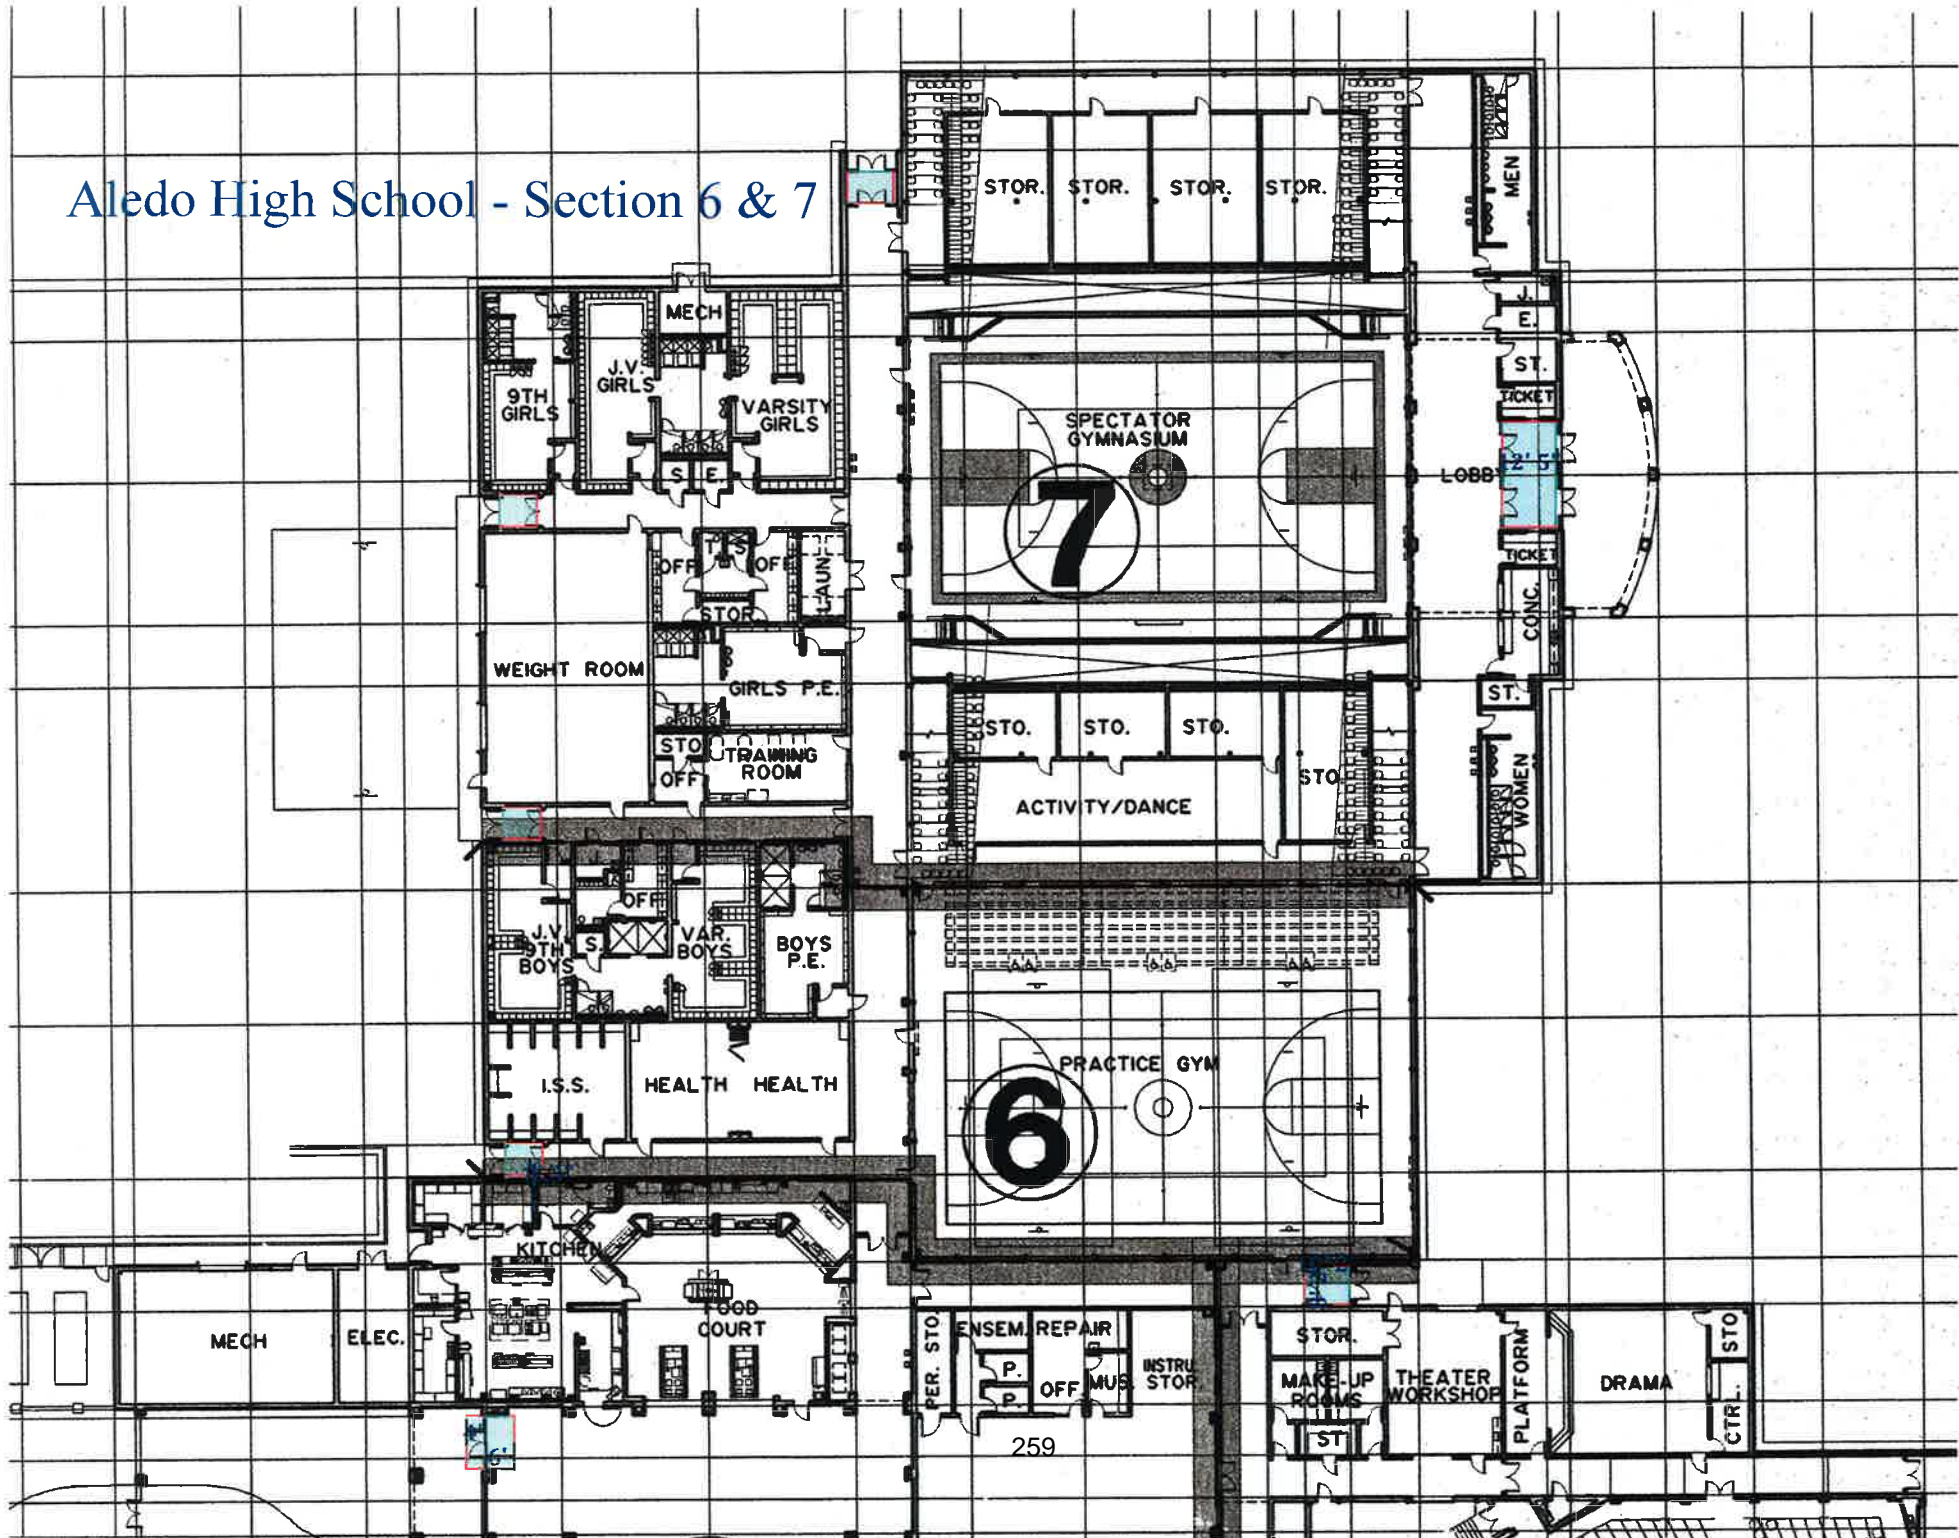 Aledo High School - Section 6 & 7
STOR.
STOR.
STOR.
STOR.
MEN
MECH
J.
E.
ST.
TICKET
J.V.
GIRLS
9TH
GIRLS
VARSITY
GIRLS
SPECTATOR
GYMNASIUM
S
E.
LOBBY
7
TICKET
OFF
T.
S.
OFF
LAUN
STOR.
CONC.
WEIGHT ROOM
GIRLS P.E.
ST.
STO
OFF
TRAINING
ROOM
STO.
STO.
STO.
STO
ACTIVITY/DANCE
WOMEN
OFF
J.V.
9TH
BOYS
S.
VAR.
BOYS
BOYS
P.E.
I.S.S.
HEALTH
HEALTH
PRACTICE GYM
6
KITCHEN
FOOD
COURT
MECH
ELEC.
PER. STO.
ENSEM.
REPAIR
P.
P.
OFF
MUS.
INSTRU
STOR.
STOR.
MAKE-UP
ROOMS
ST
THEATER
WORKSHOP
PLATFORM
DRAMA
STO
CTRL.
6'
259